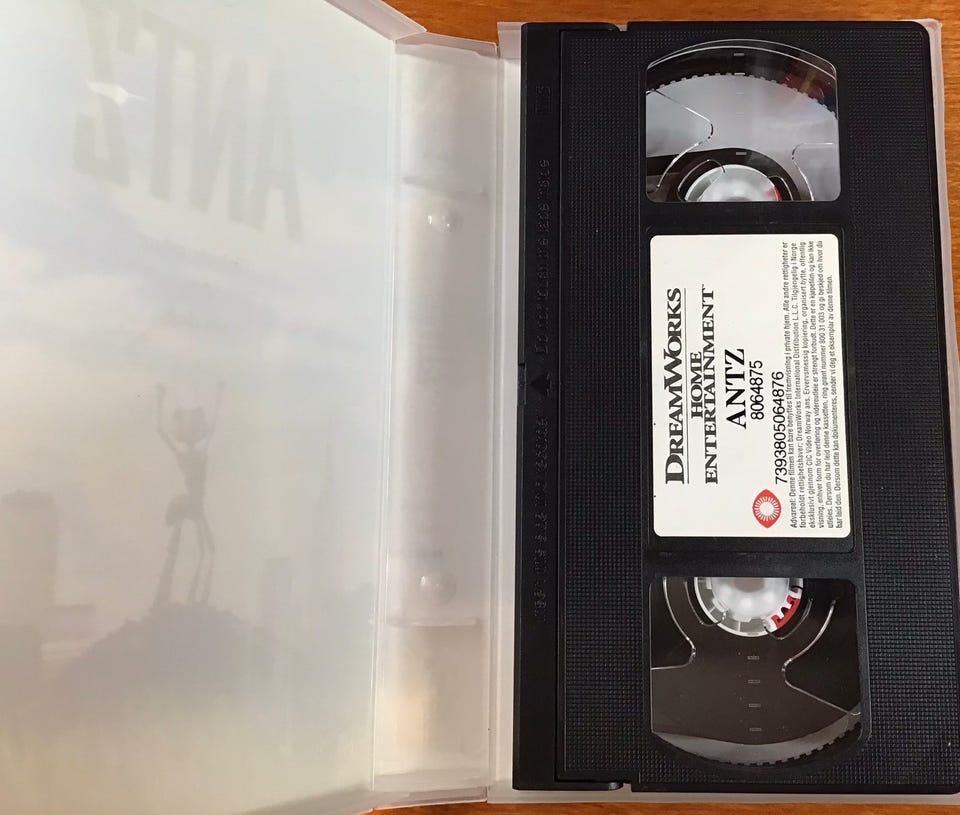 ANTZ
DREAMWORKS
HOME
ENTERTAINMENT™
ANTZ
8064875
7393805064876
Advarsel: Denne filmen kan bare benyttes til fremvisning i private hjem. Alle andre rettigheter er
forbeholdt rettighetshaver; DreamWorks International Distribution L.L.C. Tilgjengelig i Norge
eksklusivt gjennom CIC Video Norway ans. Ervervsmessig kopiering, organisert bytte, offentlig
visning, enhver form for overføring og videreutleie er strengt forbudt. Dette er en kjøpefilm og kan ikke
utleies. Dersom du har leid denne kassetten, ring grønt nummer 800 31 003 og gi beskjed om hvor du
har leid den. Dersom dette kan dokumenteres, sender vi deg et eksemplar av denne filmen.